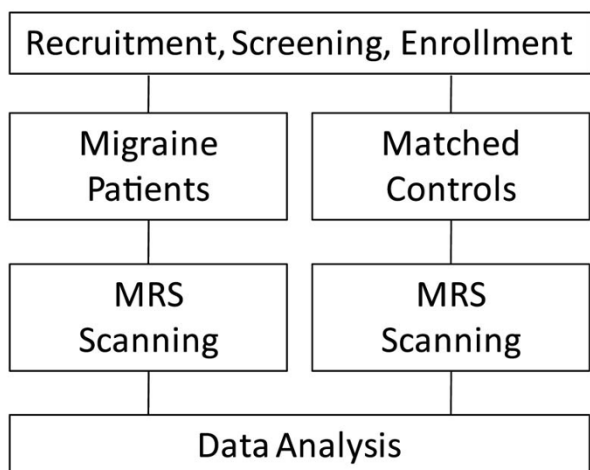 Recruitment, Screening, Enrollment
Migraine
Patients
Matched
Controls
MRS
Scanning
MRS
Scanning
Data Analysis